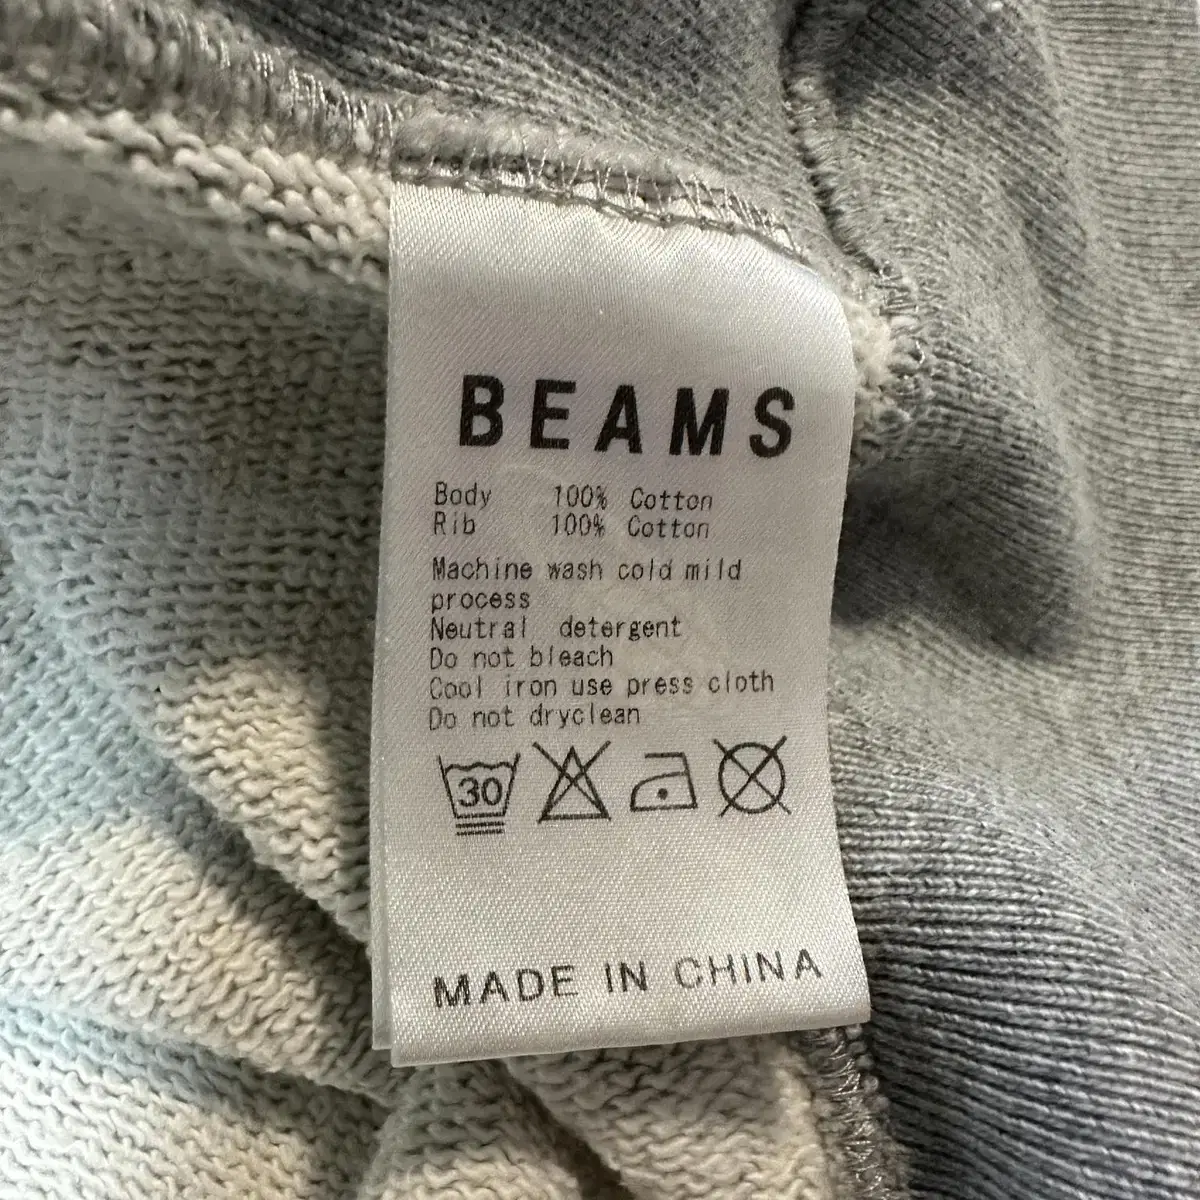 BEAMS
Body 100% Cotton
Rib 100% Cotton
Machine wash cold mild
process
Neutral detergent
Do not bleach
Cool iron use press cloth
Do not dryclean
30
MADE IN CHINA